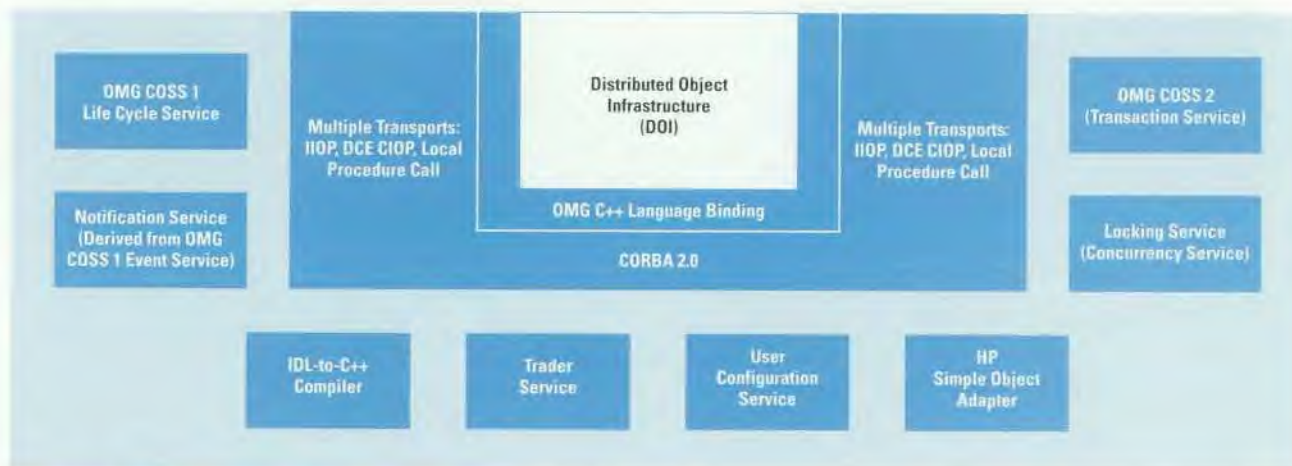 OMG COSS 1
Life Cycle Service
Notification Service
(Derived from OMG
COSS 1 Event Service)
Multiple Transports:
IIOP, DCE CIOP, Local
Procedure Call
Distributed Object
Infrastructure
(DOI)
OMG C++ Language Binding
CORBA 2.0
Multiple Transports:
IIOP, DCE CIOP, Local
Procedure Call
OMG COSS 2
(Transaction Service)
Locking Service
(Concurrency Service)
IDL-to-C++
Compiler
Trader
Service
User
Configuration
Service
HP
Simple Object
Adapter